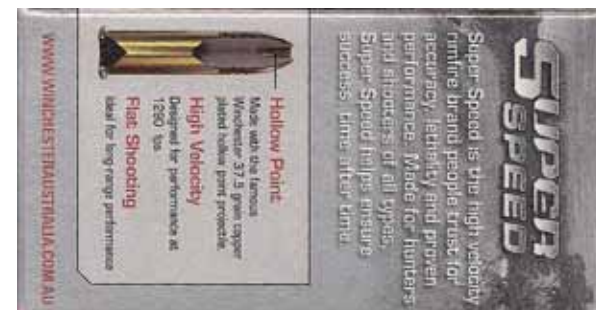 SUPER
SPEED
Super Speed is the high velocity
rimfire brand people trust for
accuracy, lethality and proven
performance. Made for hunters
and shooters of all types,
Super Speed helps ensure
success time after time.
Hollow Point
Made with the famous
Winchester 37.5 grain copper
plated hollow point projectile.
High Velocity
Designed for performance at
1280 fps
Flat Shooting
Ideal for long-range performance
WWW.WINCHESTERAUSTRALIA.COM.AU